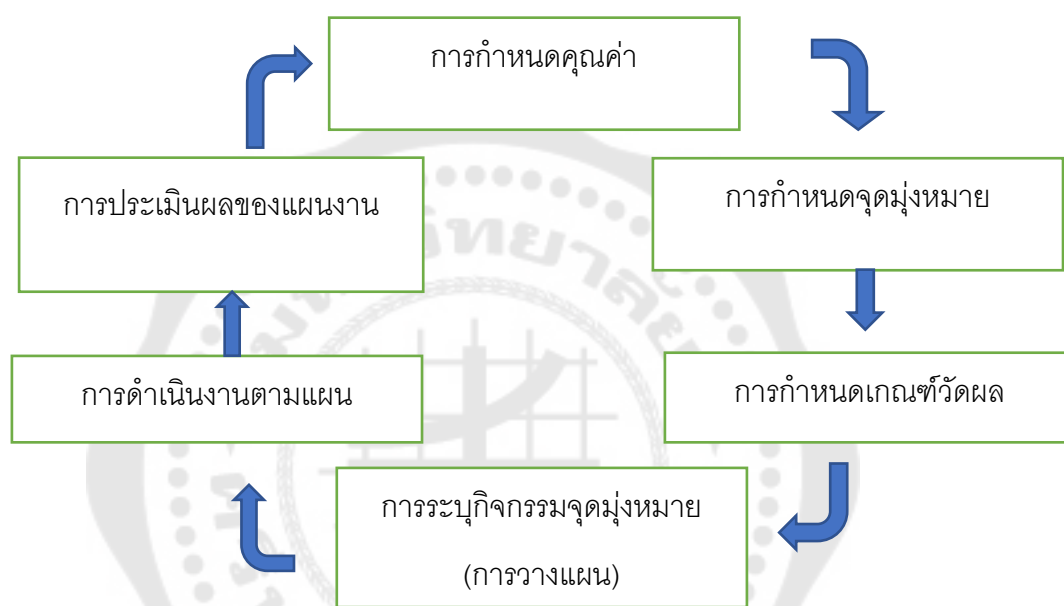 การกำหนดคุณค่า
การประเมินผลของแผนงาน
การกำหนดจุดมุ่งหมาย
การดำเนินงานตามแผน
การกำหนดเกณฑ์วัดผล
การระบุกิจกรรมจุดมุ่งหมาย
(การวางแผน)